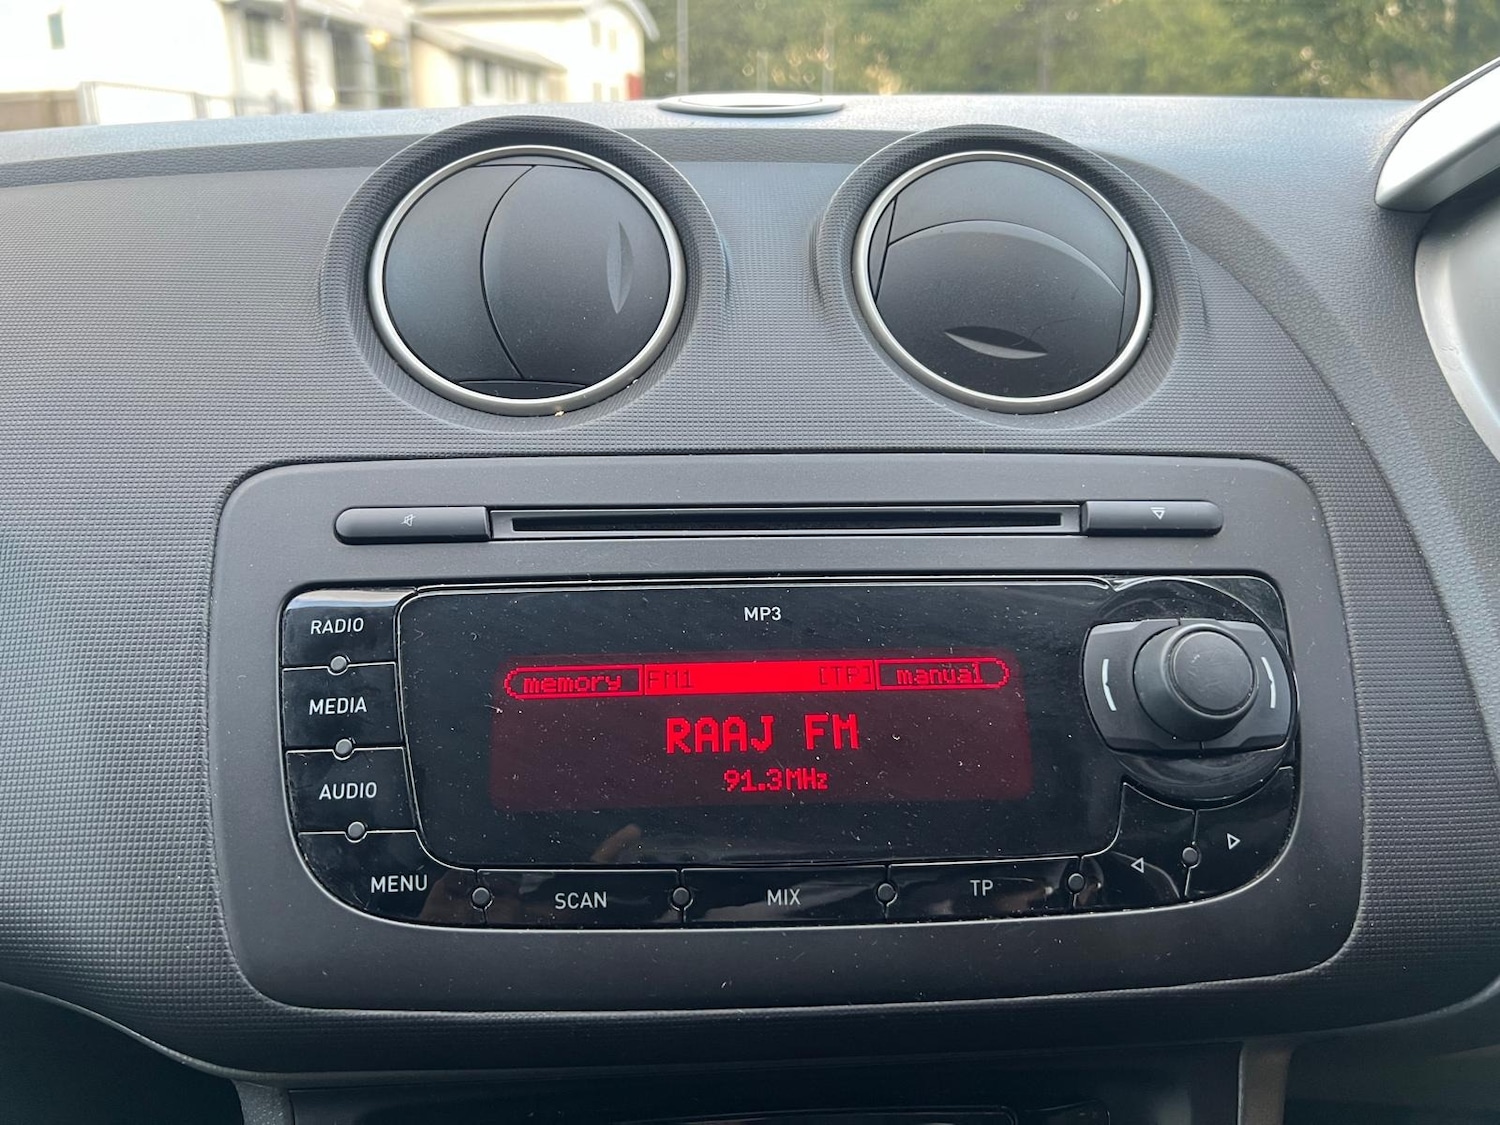 MP3
RADIO
memory FM1 [TP] manual
MEDIA
RAAJ FM
91.3MHz
AUDIO
MENU
SCAN
MIX
TP